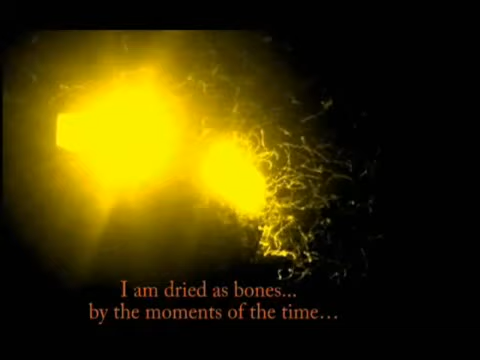 I am dried as bones...
by the moments of the time...